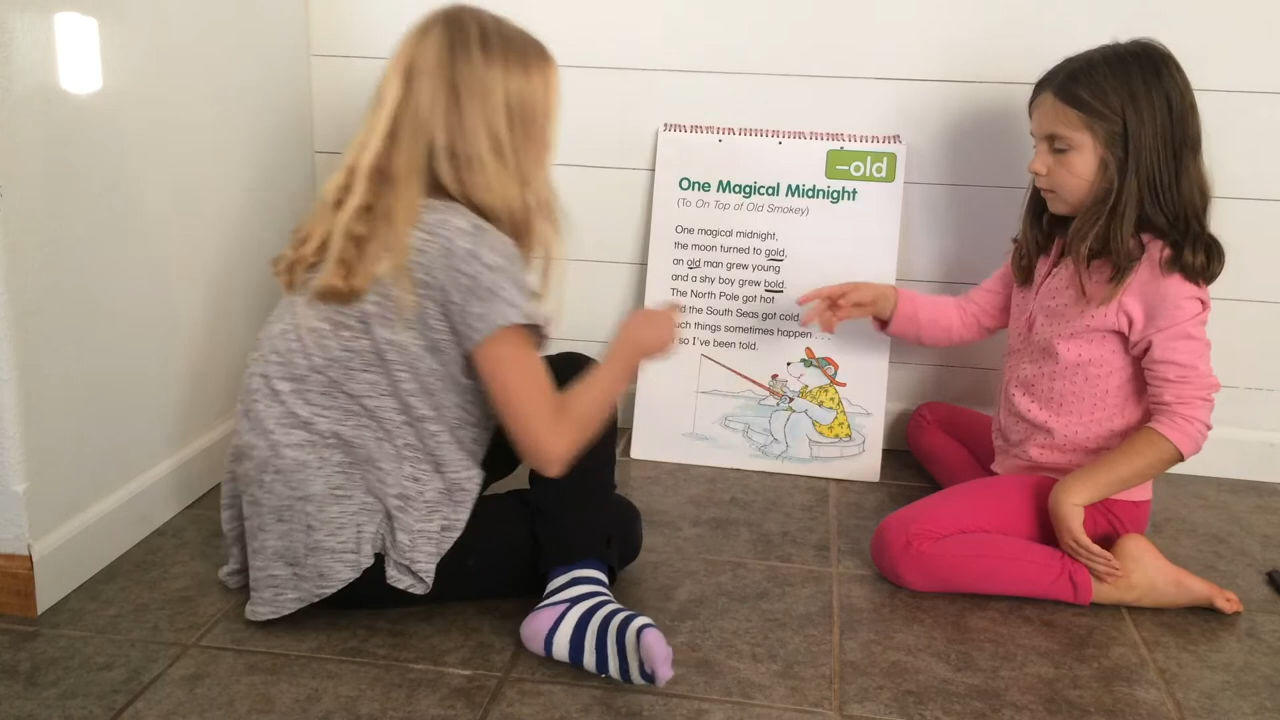 –old
One Magical Midnight
(To On Top of Old Smokey)
One magical midnight,
the moon turned to gold,
an old man grew young
and a shy boy grew bold.
The North Pole got hot
the South Seas got cold
things sometimes happen . . .
so I've been told.